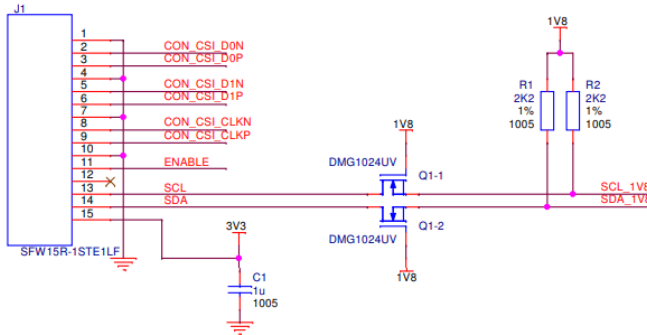 J1
1
2
3
4
5
6
7
8
9
10
11
12
13
14
15
CON_CSI_D0N
CON_CSI_D0P
CON_CSI_D1N
CON_CSI_D1P
CON_CSI_CLKN
CON_CSI_CLKP
ENABLE
SCL
SDA
SFW15R-1STE1LF
3V3
C1
1u
1005
1V8
DMG1024UV
Q1-1
DMG1024UV
Q1-2
1V8
1V8
R1
2K2
1%
1005
R2
2K2
1%
1005
SCL_1V8
SDA_1V8